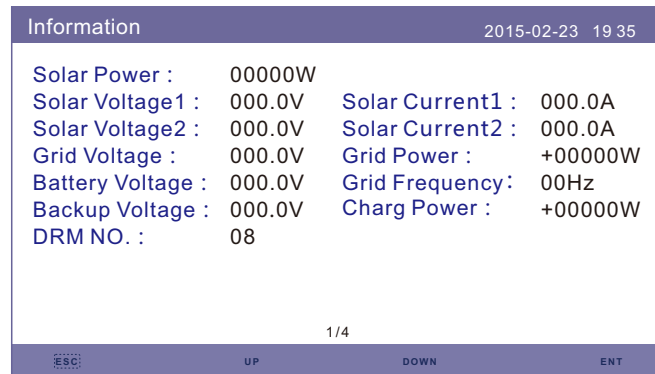 Information 2015-02-23 19 35
Solar Power : 00000W
Solar Voltage1 : 000.0V Solar Current1 : 000.0A
Solar Voltage2 : 000.0V Solar Current2 : 000.0A
Grid Voltage : 000.0V Grid Power : +00000W
Battery Voltage : 000.0V Grid Frequency: 00Hz
Backup Voltage : 000.0V Charg Power : +00000W
DRM NO. : 08
1/4
ESC UP DOWN ENT